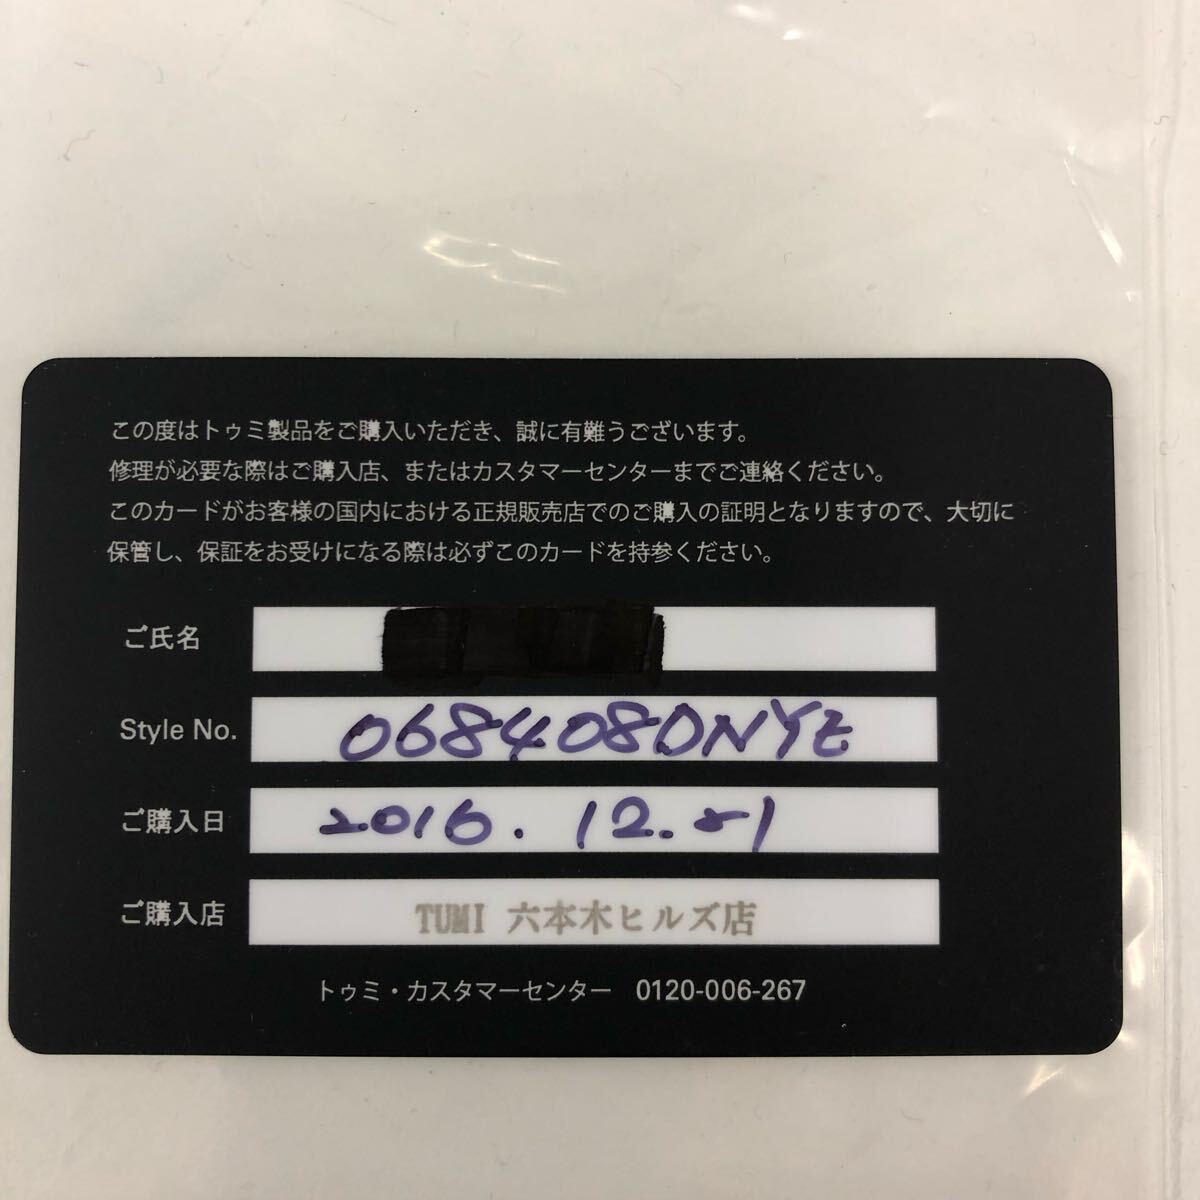 この度はトゥミ製品をご購入いただき、誠に有難うございます。
修理が必要な際はご購入店、またはカスタマーセンターまでご連絡ください。
このカードがお客様の国内における正規販売店でのご購入の証明となりますので、大切に
保管し、保証をお受けになる際は必ずこのカードを持参ください。
ご氏名
Style No. 068408DNYE
ご購入日 2016. 12.
ご購入店 TUMI 六本木ヒルズ店
トゥミ・カスタマーセンター 0120-006-267